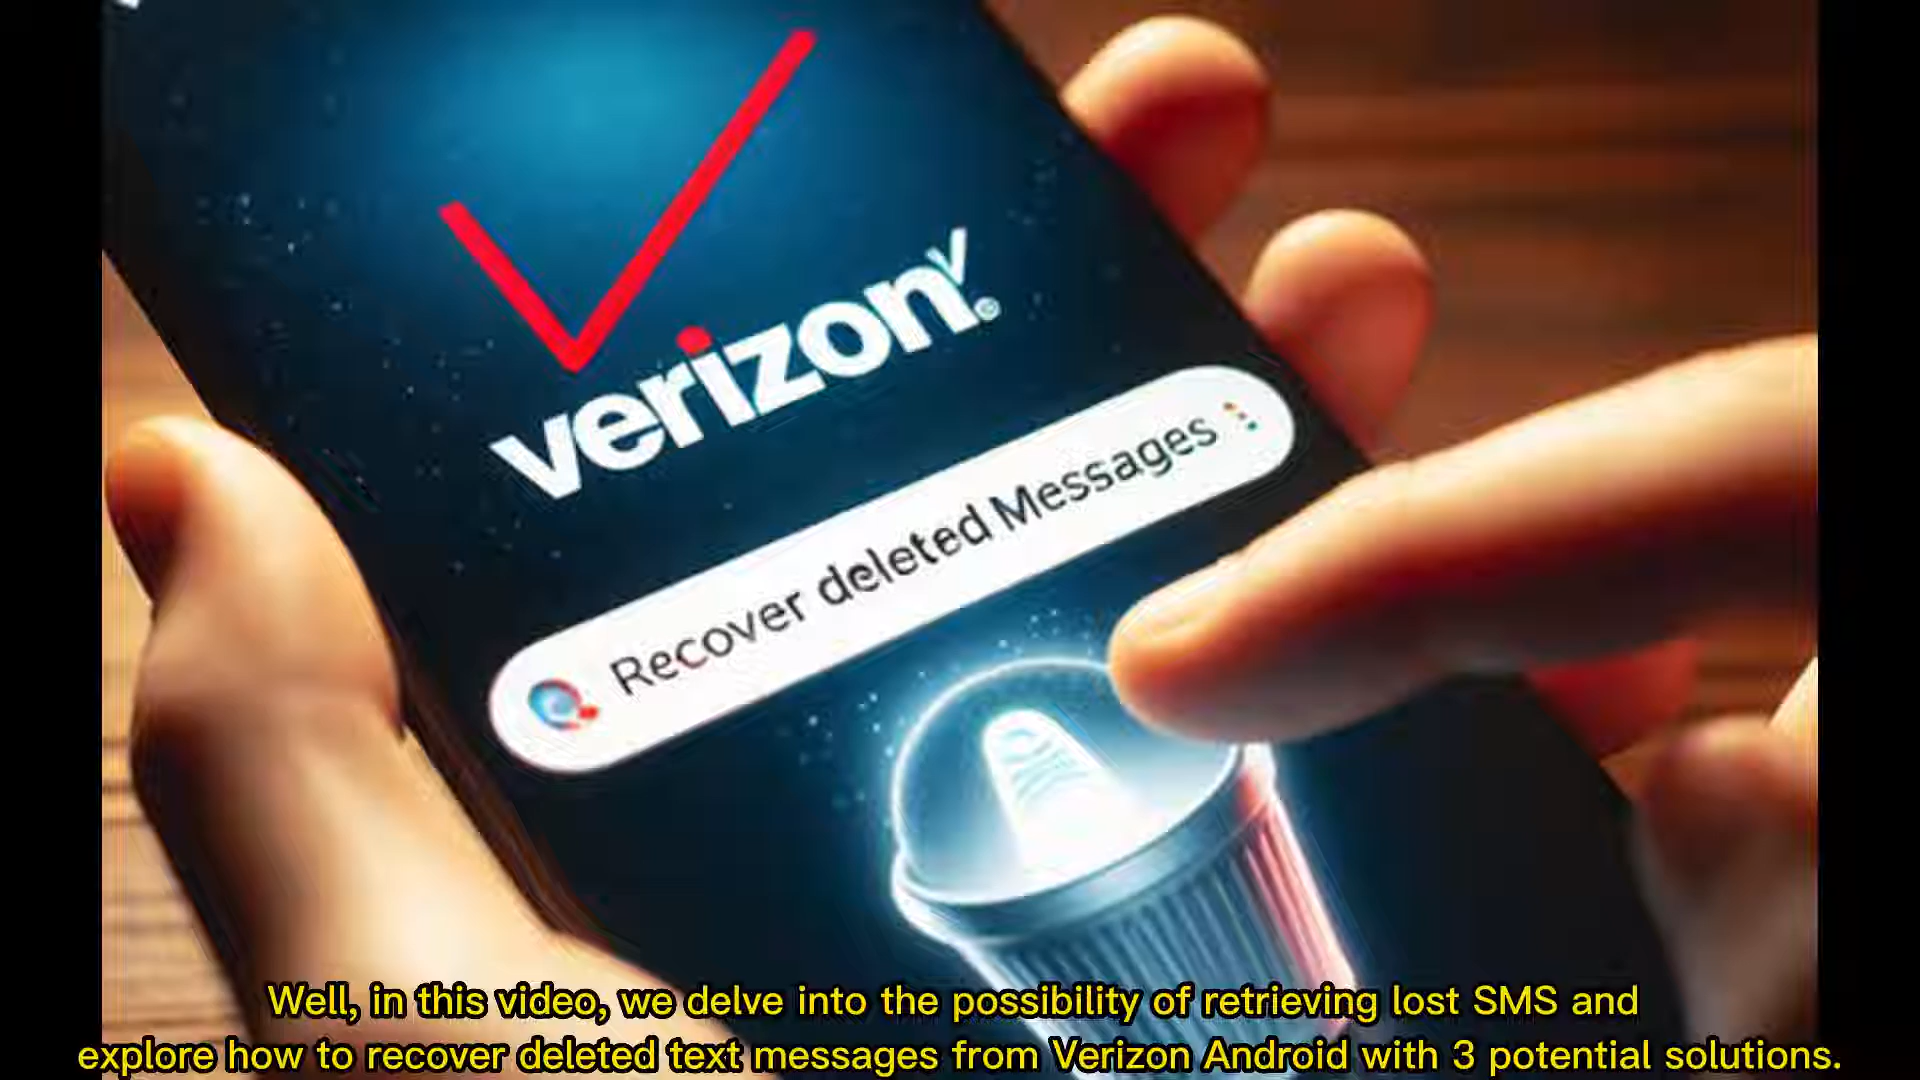 verizony
Recover deleted Messages
Well, in this video, we delve into the possibility of retrieving lost SMS and
explore how to recover deleted text messages from Verizon Android with 3 potential solutions.